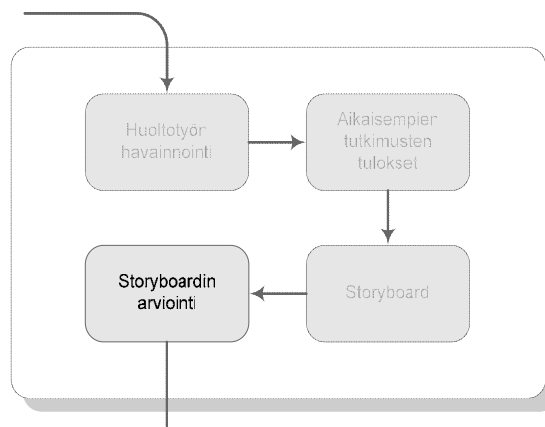 Huoltotyön
havainnointi
Aikaisempien
tutkimusten
tulokset
Storyboardin
arviointi
Storyboard